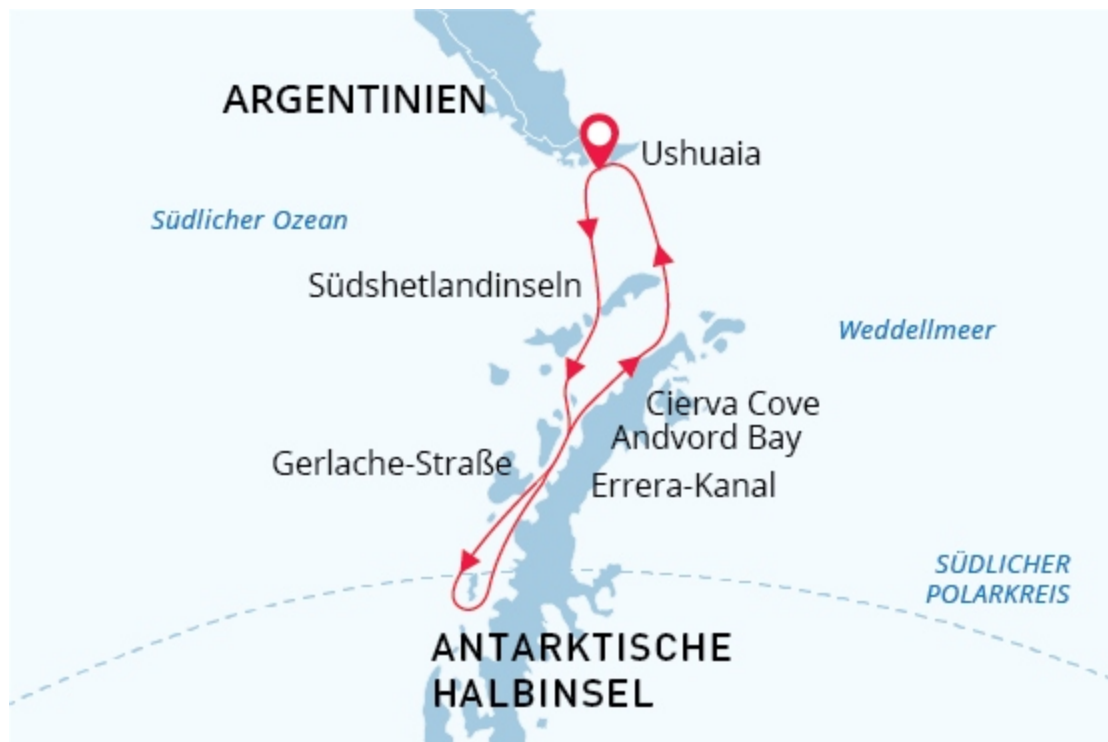 ARGENTINIEN
Ushuaia
Südlicher Ozean
Südshetlandinseln
Weddellmeer
Cierva Cove
Andvord Bay
Gerlache-Straße
Errera-Kanal
SÜDLICHER
POLARKREIS
ANTARKTISCHE
HALBINSEL